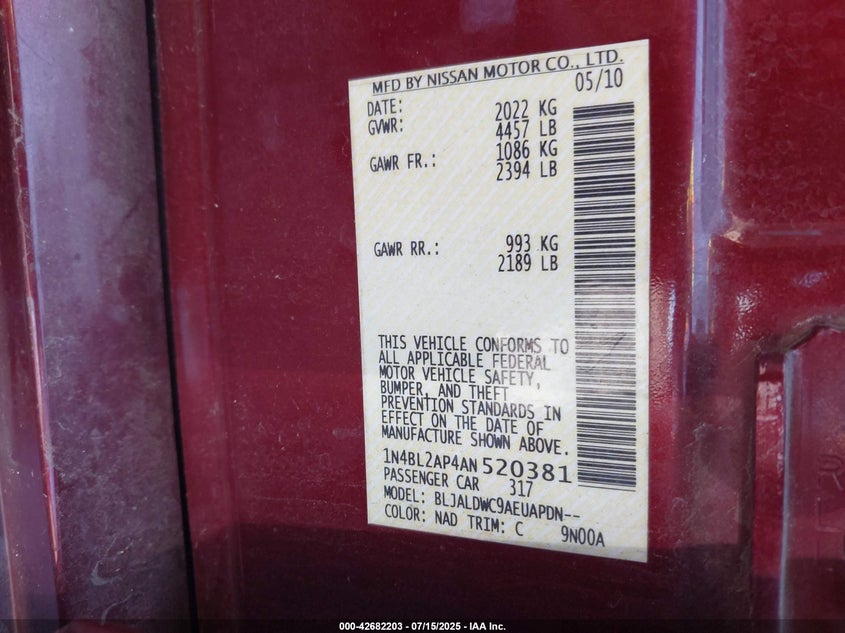 MFD BY NISSAN MOTOR CO., LTD.
DATE: 05/10
GVWR: 2022 KG
4457 LB
GAWR FR.: 1086 KG
2394 LB
GAWR RR.: 993 KG
2189 LB
THIS VEHICLE CONFORMS TO
ALL APPLICABLE FEDERAL
MOTOR VEHICLE SAFETY,
BUMPER, AND THEFT
PREVENTION STANDARDS IN
EFFECT ON THE DATE OF
MANUFACTURE SHOWN ABOVE.
1N4BL2AP4AN520381
PASSENGER CAR 317
MODEL: BLJALDWC9AEUAPDN--
COLOR: NAD TRIM: C 9N00A
000-42682203 - 07/15/2025 - IAA Inc.